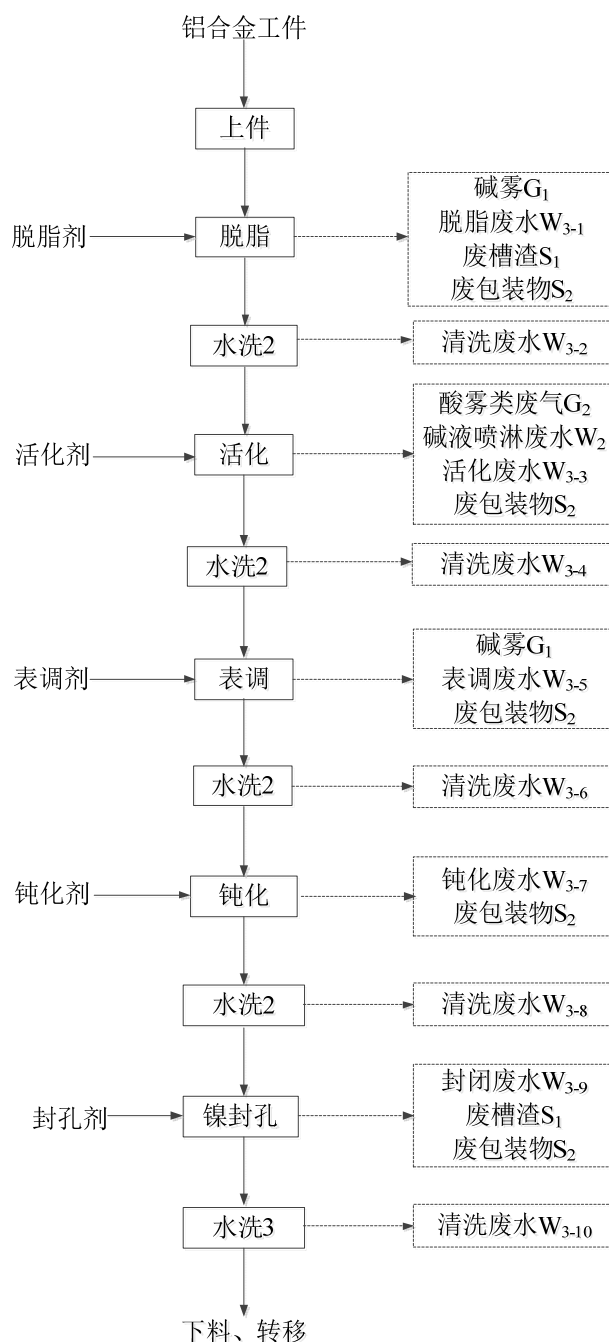 铝合金工件
上件
碱雾G₁
脱脂废水W₃₋₁
废槽渣S₁
废包装物S₂
脱脂剂
脱脂
水洗2
清洗废水W₃₋₂
酸雾类废气G₂
碱液喷淋废水W₂
活化废水W₃₋₃
废包装物S₂
活化剂
活化
水洗2
清洗废水W₃₋₄
碱雾G₁
表调废水W₃₋₅
废包装物S₂
表调剂
表调
水洗2
清洗废水W₃₋₆
钝化剂
钝化
钝化废水W₃₋₇
废包装物S₂
水洗2
清洗废水W₃₋₈
封闭废水W₃₋₉
废槽渣S₁
废包装物S₂
封孔剂
镍封孔
水洗3
清洗废水W₃₋₁₀
下料、转移